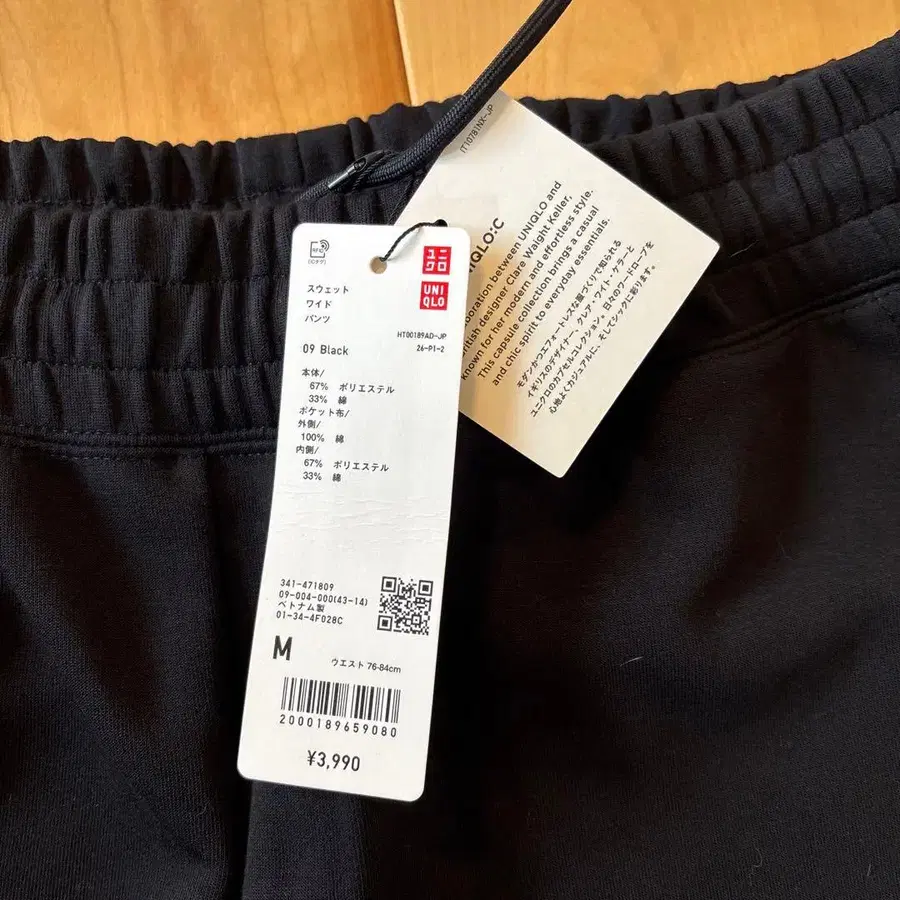 RFID
[ICタグ]
ユニ
クロ
UNI
QLO
スウェット
ワイド
パンツ
HT00189AD-JP
09 Black
26-P1-2
本体/
67% ポリエステル
33% 綿
ポケット布/
外側/
100% 綿
内側/
67% ポリエステル
33% 綿
341-471809
09-004-000(43-14)
ベトナム製
01-34-4F028C
M
ウエスト 76-84cm
2000189659080
¥3,990
IT10781NX-JP
IQLO:C
boration between UNIQLO and
itish designer Clare Waight Keller,
known for her modern and effortless style.
This capsule collection brings a casual
and chic spirit to everyday essentials.
モダンかつエフォートレスな服づくりで知られる
イギリスのデザイナー、クレア・ワイト・ケラーと
ユニクロのカプセルコレクション。日々のワードローブを
心地よくカジュアルに、そしてシックに彩ります。